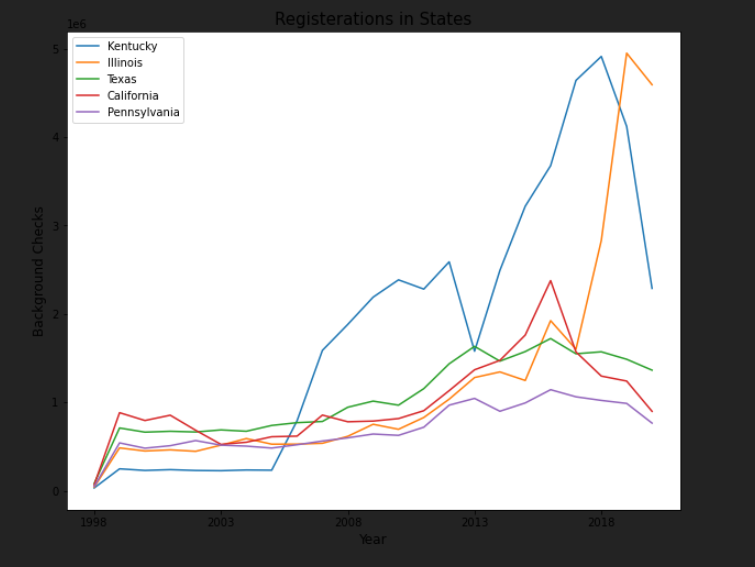 Registerations in States
1e6
Kentucky
Illinois
Texas
California
Pennsylvania
5
4
3
2
1
0
Background Checks
1998 2003 2008 2013 2018
Year